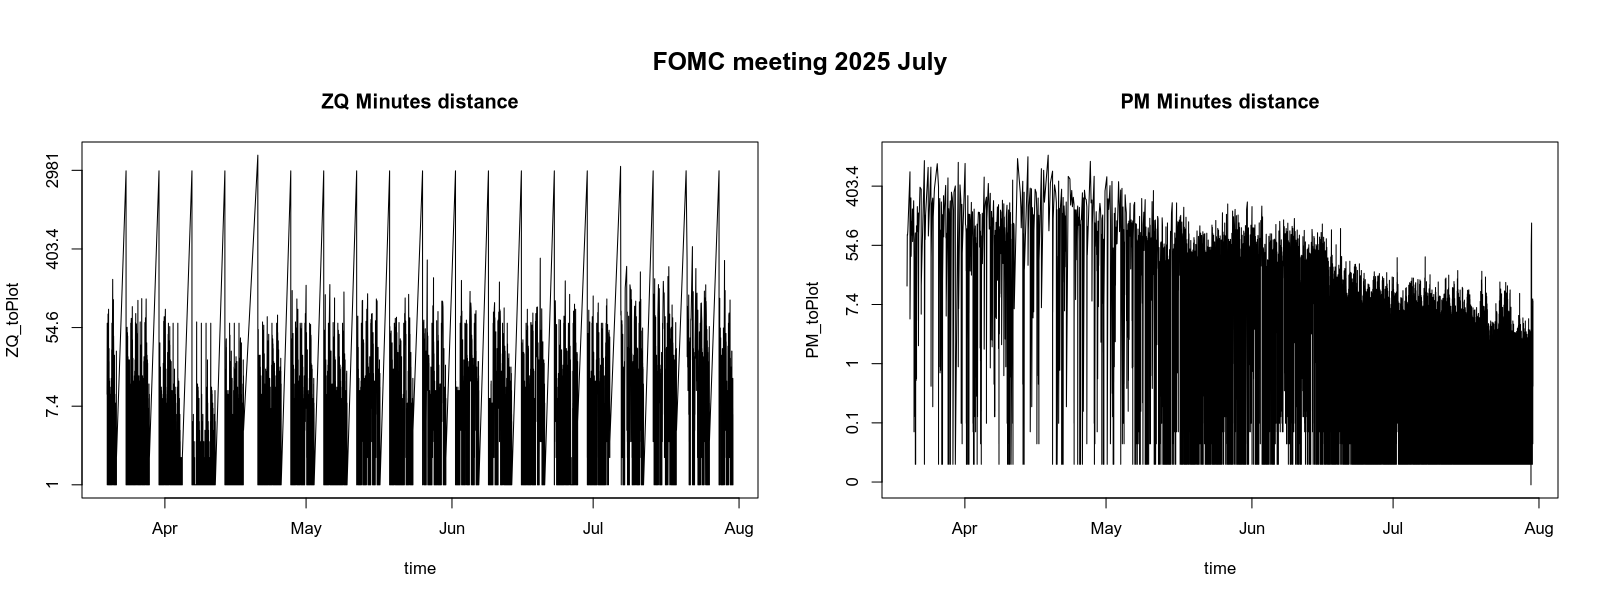 FOMC meeting 2025 July
ZQ Minutes distance
PM Minutes distance
ZQ_toPlot
2981
403.4
54.6
7.4
1
Apr May Jun Jul Aug
time
PM_toPlot
403.4
54.6
7.4
1
0.1
0
Apr May Jun Jul Aug
time